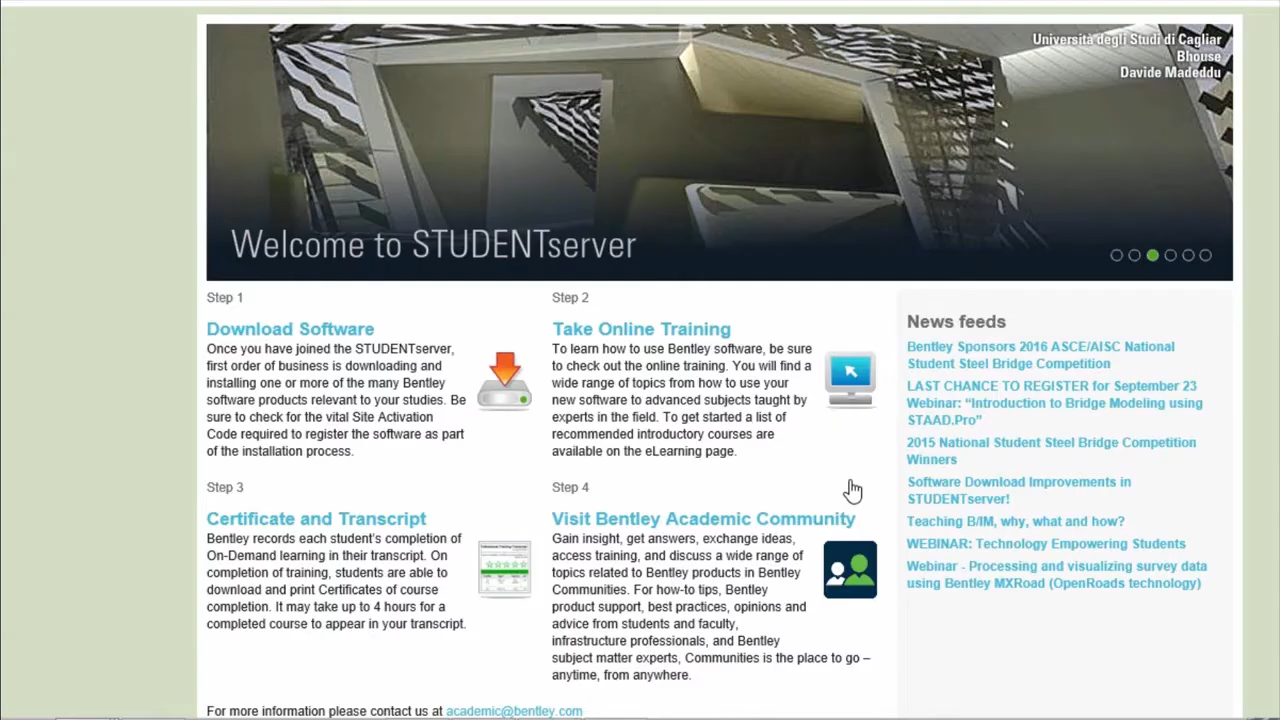 Università degli Studi di Cagliar
Bhouse
Davide Madeddu
Welcome to STUDENTserver
Step 1
Download Software
Once you have joined the STUDENTserver,
first order of business is downloading and
installing one or more of the many Bentley
software products relevant to your studies. Be
sure to check for the vital Site Activation
Code required to register the software as part
of the installation process.
Step 2
Take Online Training
To learn how to use Bentley software, be sure
to check out the online training. You will find a
wide range of topics from how to use your
new software to advanced subjects taught by
experts in the field. To get started a list of
recommended introductory courses are
available on the eLearning page.
Step 3
Certificate and Transcript
Bentley records each student's completion of
On-Demand learning in their transcript. On
completion of training, students are able to
download and print Certificates of course
completion. It may take up to 4 hours for a
completed course to appear in your transcript.
Step 4
Visit Bentley Academic Community
Gain insight, get answers, exchange ideas,
access training, and discuss a wide range of
topics related to Bentley products in Bentley
Communities. For how-to tips, Bentley
product support, best practices, opinions and
advice from students and faculty,
infrastructure professionals, and Bentley
subject matter experts, Communities is the place to go –
anytime, from anywhere.
For more information please contact us at academic@bentley.com
News feeds
Bentley Sponsors 2016 ASCE/AISC National
Student Steel Bridge Competition
LAST CHANCE TO REGISTER for September 23
Webinar: “Introduction to Bridge Modeling using
STAAD.Pro”
2015 National Student Steel Bridge Competition
Winners
Software Download Improvements in
STUDENTserver!
Teaching B/IM, why, what and how?
WEBINAR: Technology Empowering Students
Webinar - Processing and visualizing survey data
using Bentley MXRoad (OpenRoads technology)